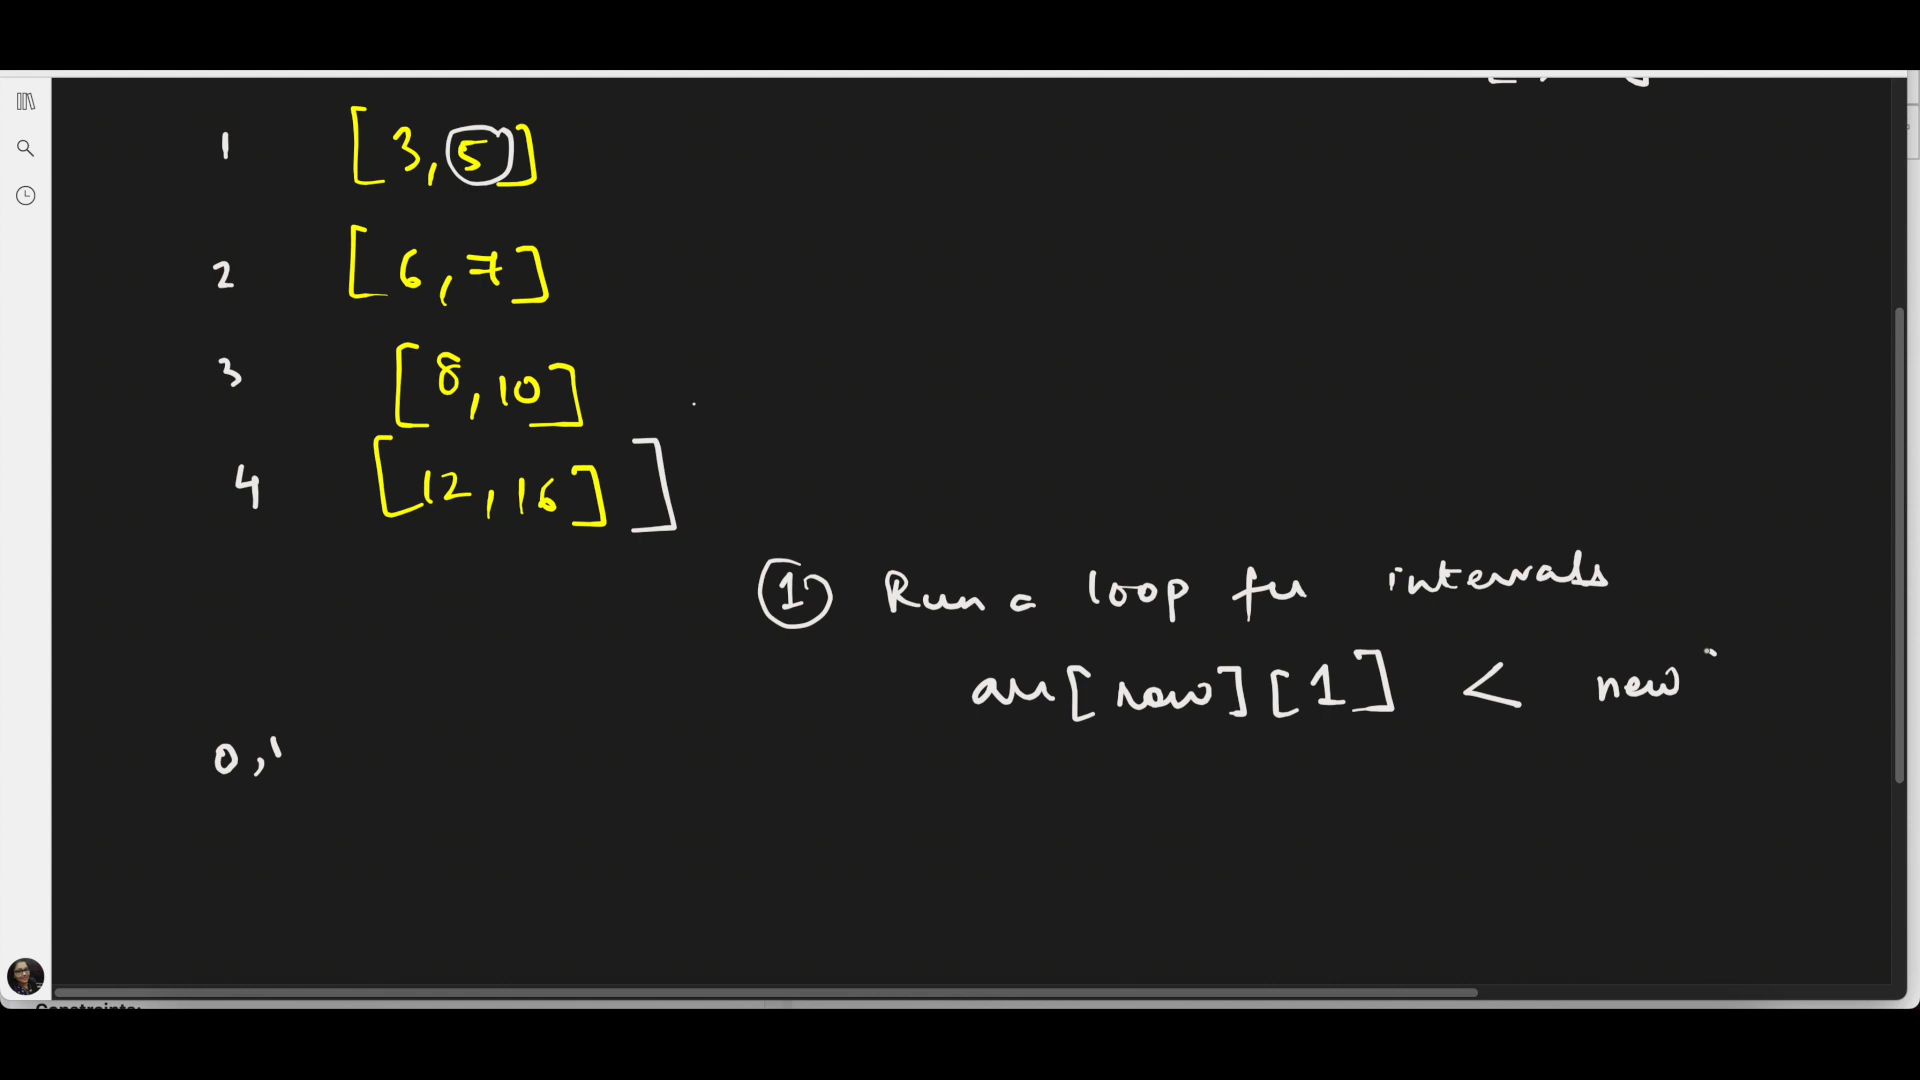 1 [3,5]
2 [6,7]
3 [8,10]
4 [12,16] ]
① Run a loop for intervals
arr[row][1] < new
0,1